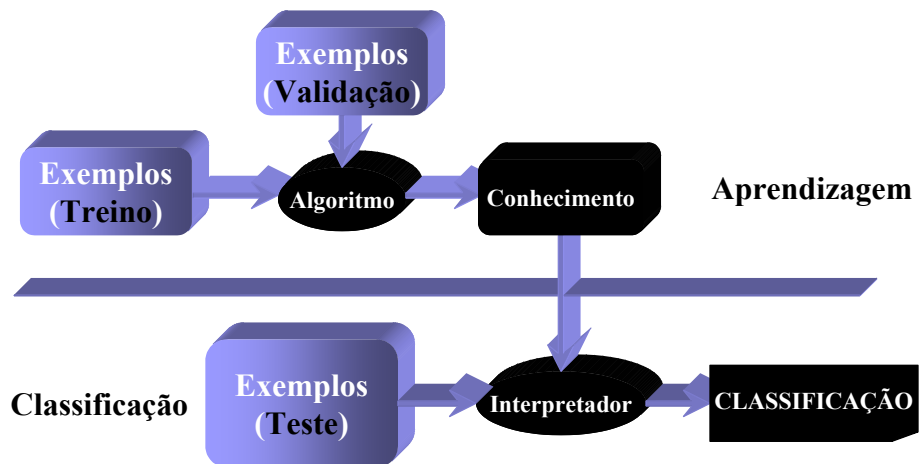 Exemplos
(Validação)
Exemplos
(Treino)
Algoritmo
Conhecimento
Aprendizagem
Classificação
Exemplos
(Teste)
Interpretador
CLASSIFICAÇÃO